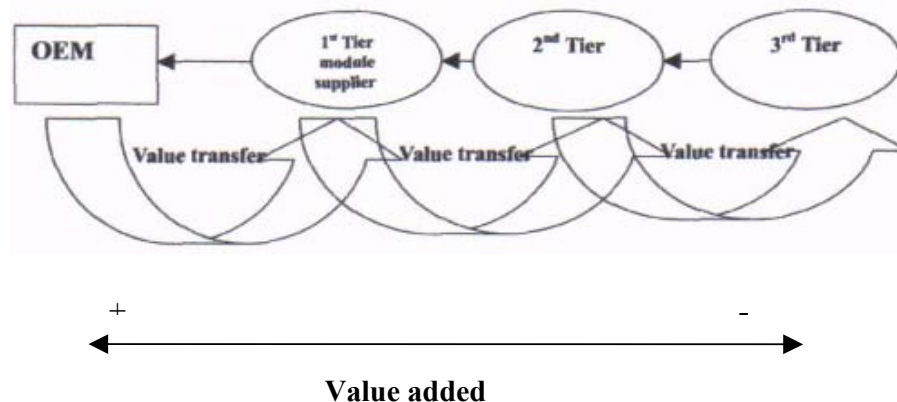 OEM
1st Tier
module
supplier
2nd Tier
3rd Tier
Value transfer
Value transfer
Value transfer
+
-
Value added